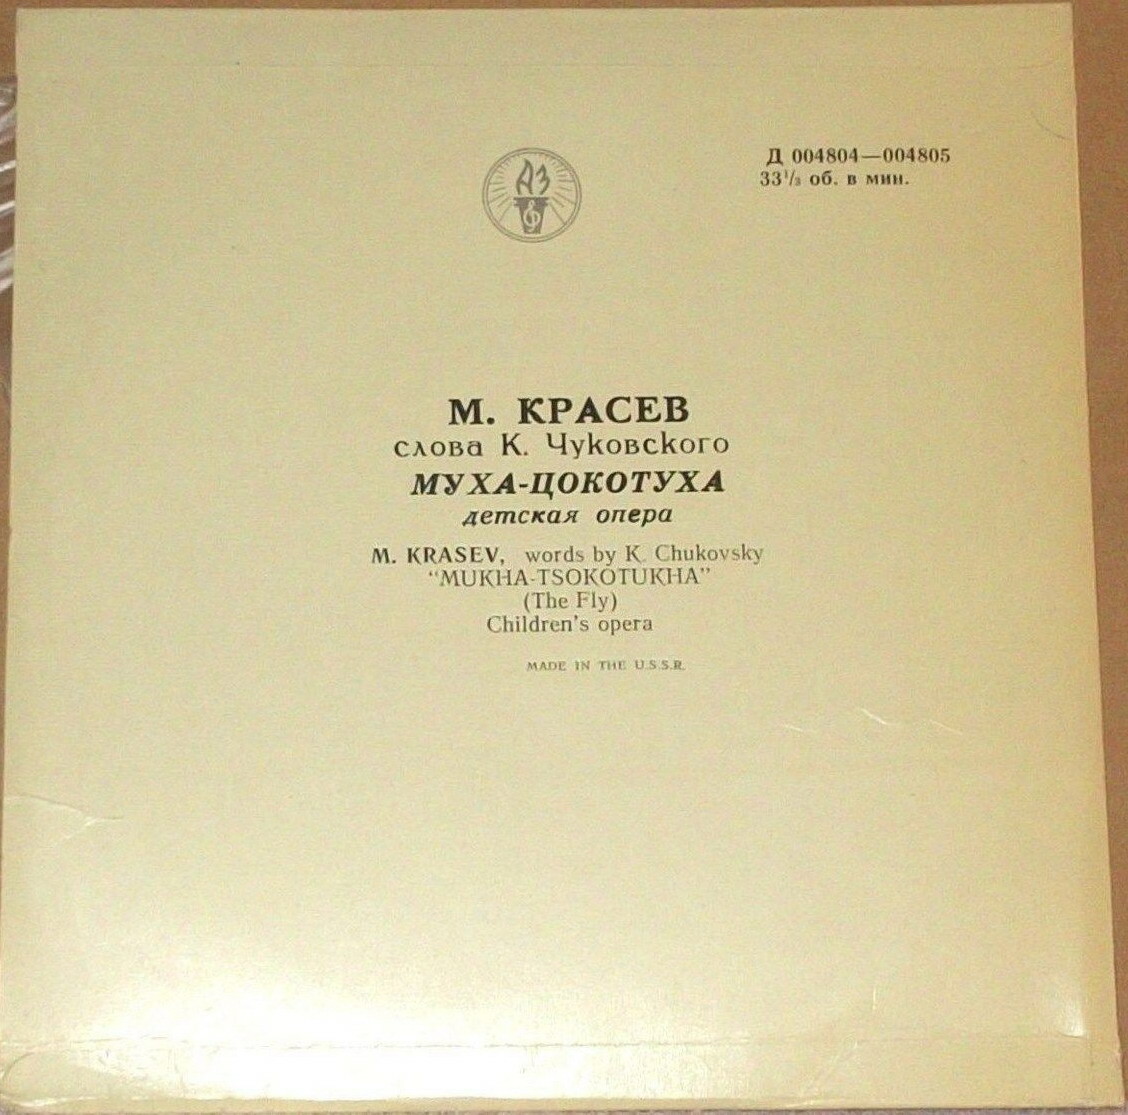 АЗ
Д 004804—004805
33⅓ об. в мин.
М. КРАСЕВ
слова К. Чуковского
МУХА-ЦОКОТУХА
детская опера
M. KRASEV, words by K. Chukovsky
“MUKHA-TSOKOTUKHA”
(The Fly)
Children's opera
MADE IN THE U.S.S.R.